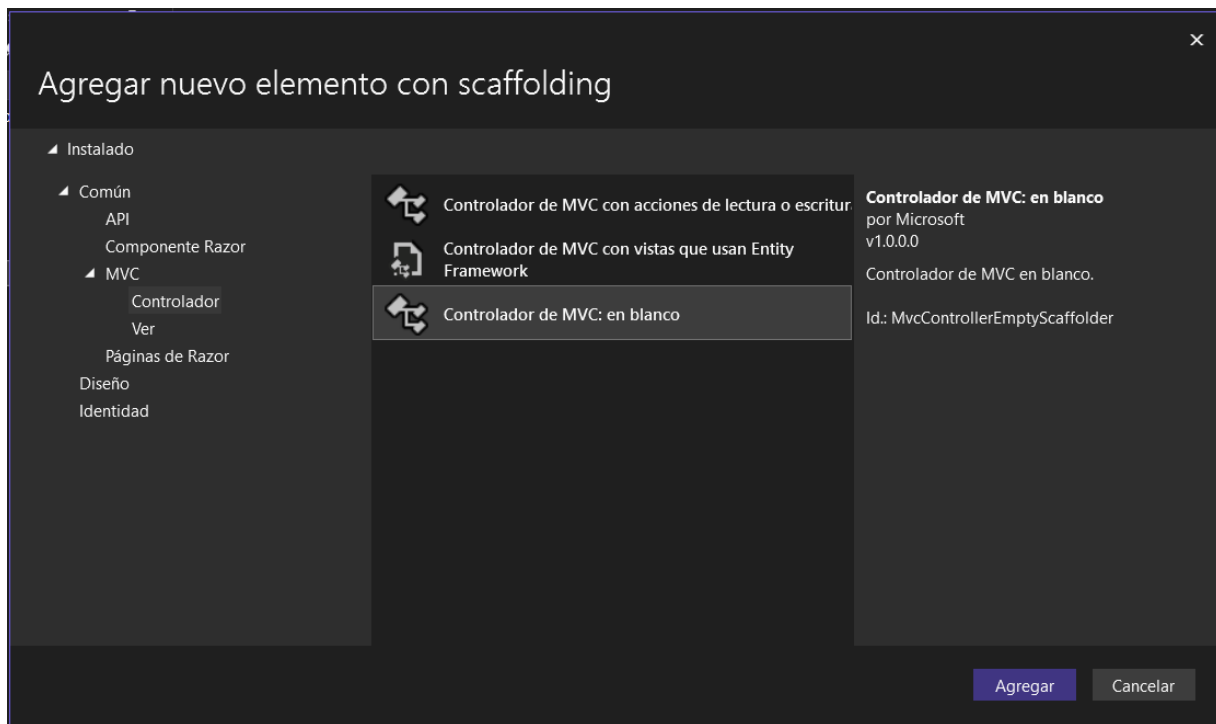 Agregar nuevo elemento con scaffolding
Instalado
Común
API
Componente Razor
MVC
Controlador
Ver
Páginas de Razor
Diseño
Identidad
Controlador de MVC con acciones de lectura o escritur
Controlador de MVC con vistas que usan Entity
Framework
Controlador de MVC: en blanco
Controlador de MVC: en blanco
por Microsoft
v1.0.0.0
Controlador de MVC en blanco.
Id.: MvcControllerEmptyScaffolder
Agregar
Cancelar